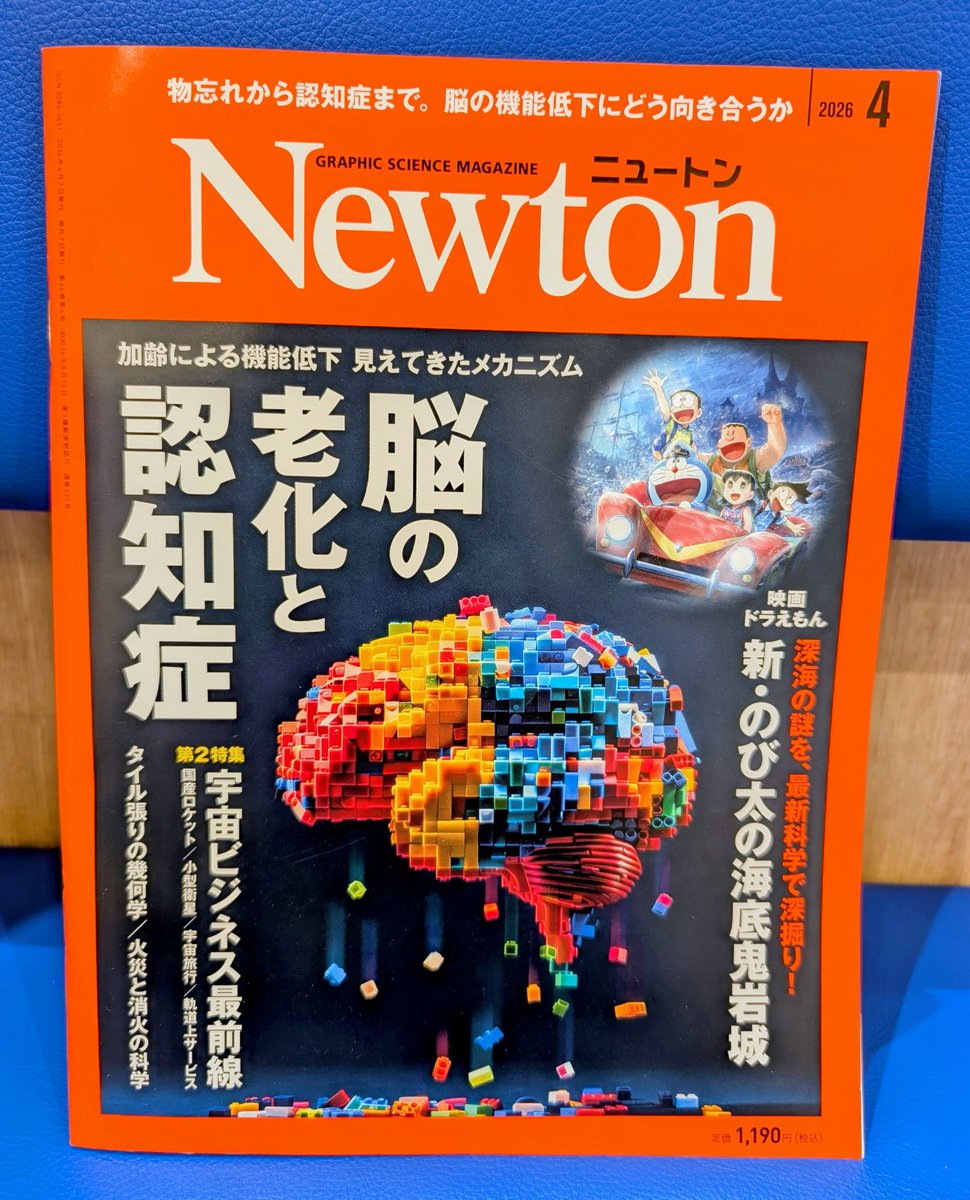 物忘れから認知症まで。脳の機能低下にどう向き合うか
2026 4
GRAPHIC SCIENCE MAGAZINE
ニュートン
Newton
加齢による機能低下 見えてきたメカニズム
脳の
老化と
認知症
映画
ドラえもん
深海の謎を、最新科学で深掘り!
新・のび太の海底鬼岩城
第2特集
宇宙ビジネス最前線
国産ロケット/小型衛星/宇宙旅行/軌道上サービス
タイル張りの幾何学/火災と消火の科学
定価1,190円(税込)